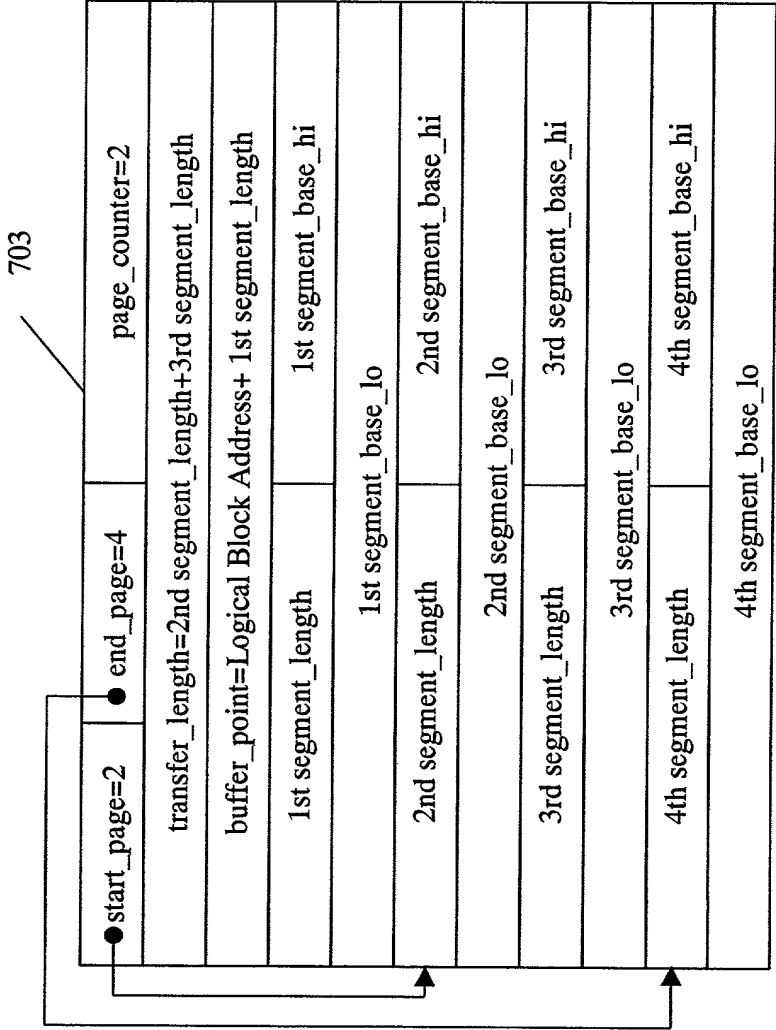 703
start_page=2 end_page=4 page_counter=2
transfer_length=2nd segment_length+3rd segment_length
buffer_point=Logical Block Address+ 1st segment_length
1st segment_length 1st segment_base_hi
1st segment_base_lo
2nd segment_length 2nd segment_base_hi
2nd segment_base_lo
3rd segment_length 3rd segment_base_hi
3rd segment_base_lo
4th segment_length 4th segment_base_hi
4th segment_base_lo